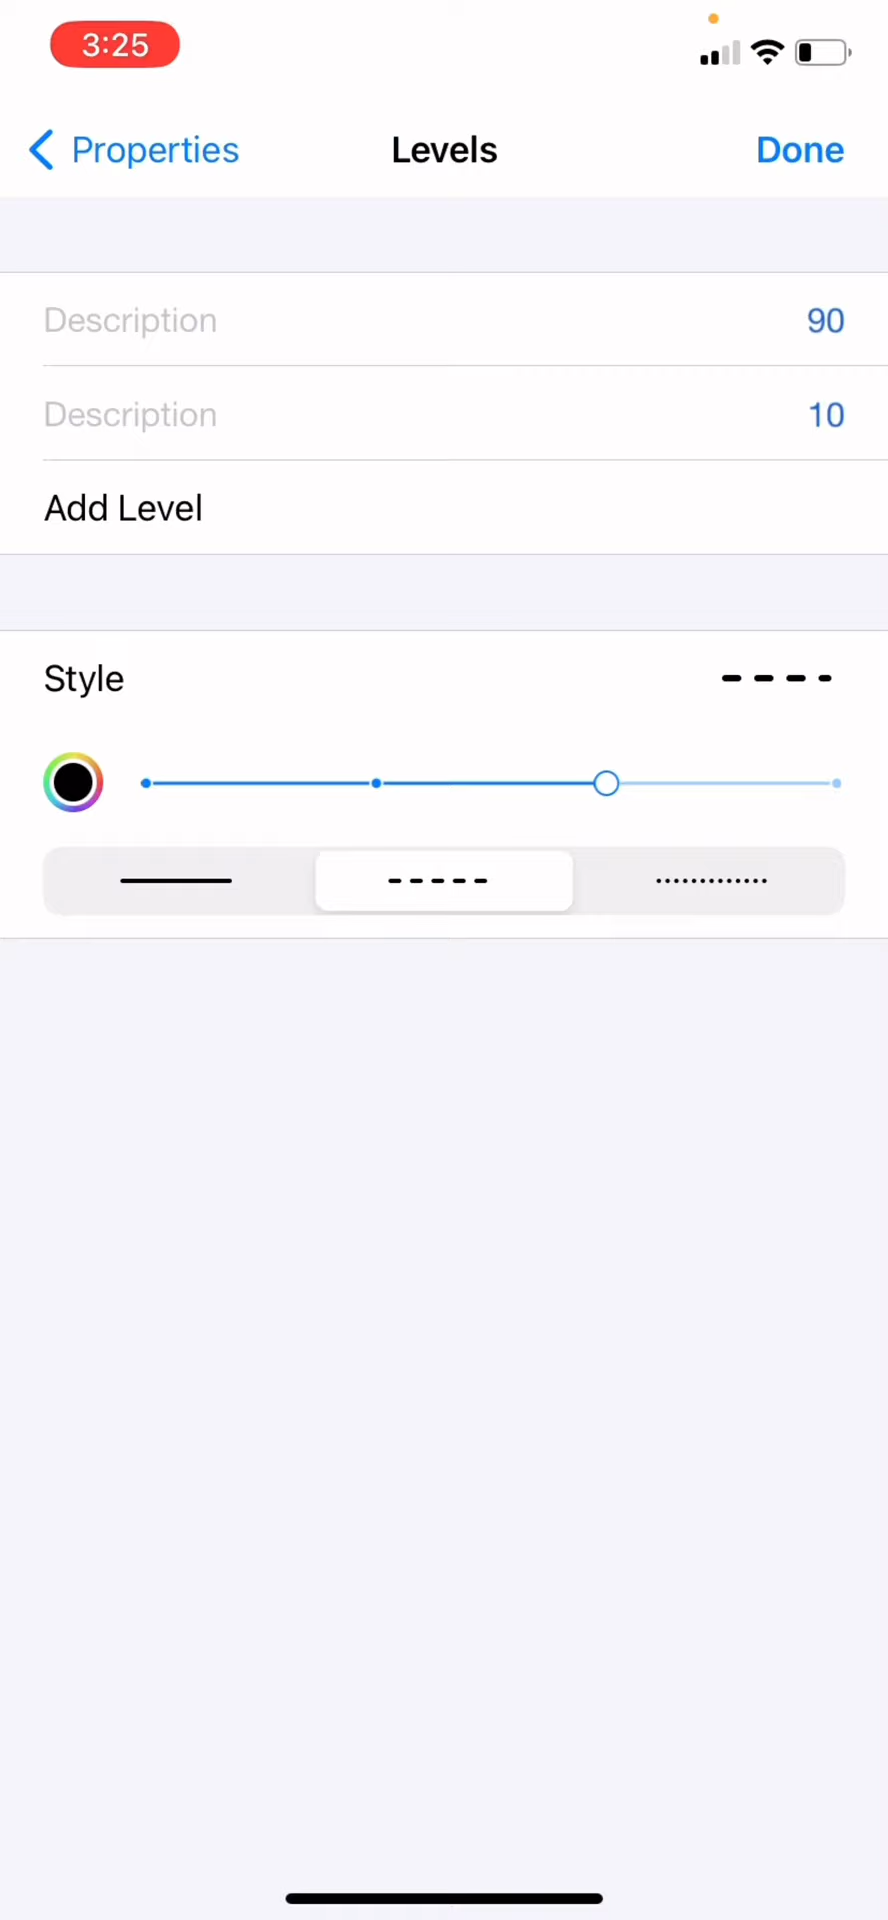 3:25
Properties
Levels
Done
Description 90
Description 10
Add Level
Style